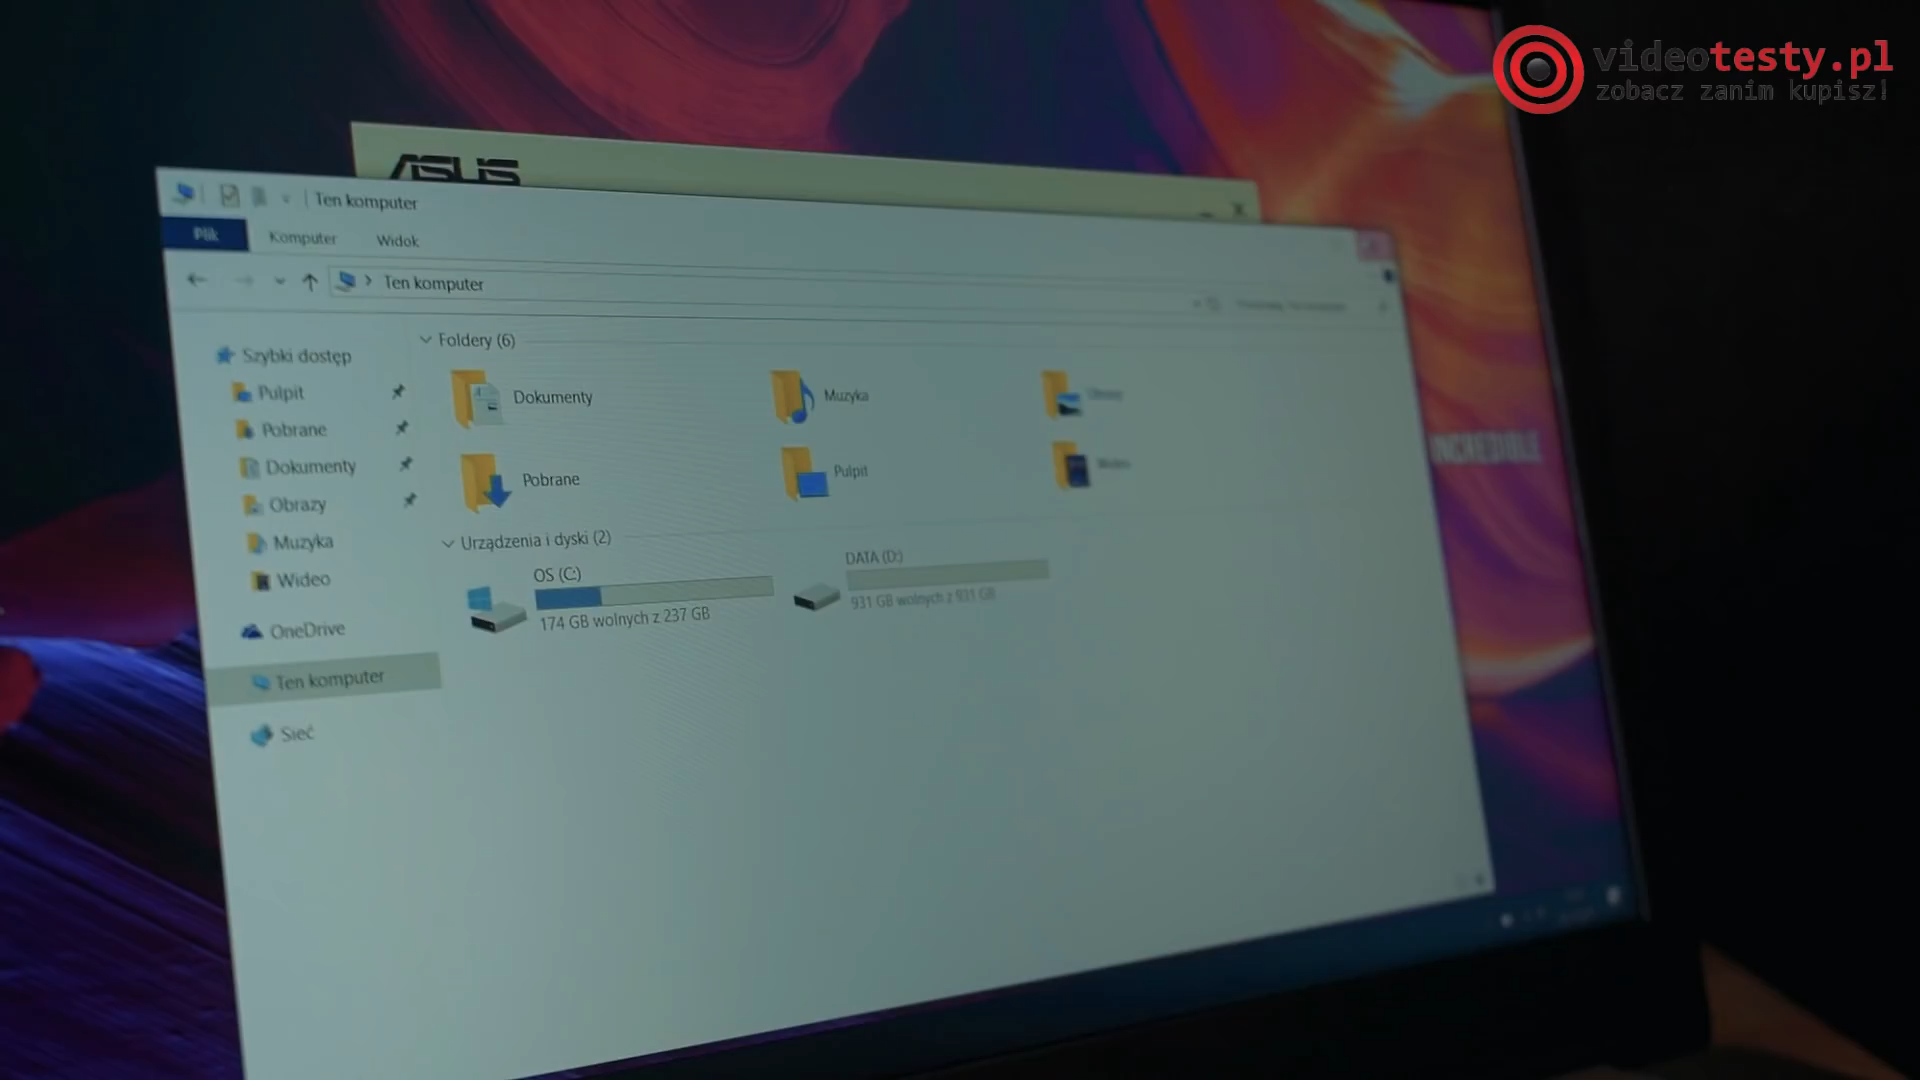 videotesty.pl
zobacz zanim kupisz!
ASUS
Ten komputer
Plik Komputer Widok
Ten komputer
Szybki dostęp
Pulpit
Pobrane
Dokumenty
Obrazy
Muzyka
Wideo
OneDrive
Ten komputer
Sieć
Foldery (6)
Dokumenty
Muzyka
Pobrane
Pulpit
Urządzenia i dyski (2)
OS (C:)
174 GB wolnych z 237 GB
DATA (D:)
931 GB wolnych z 931 GB
INCREDIBLE